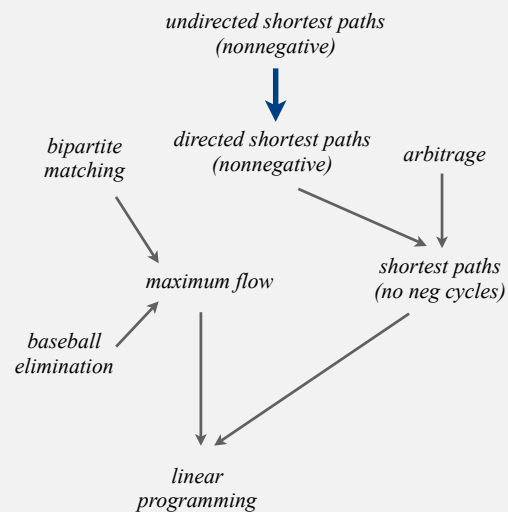 undirected shortest paths
(nonnegative)
directed shortest paths
(nonnegative)
bipartite
matching
arbitrage
maximum flow
shortest paths
(no neg cycles)
baseball
elimination
linear
programming